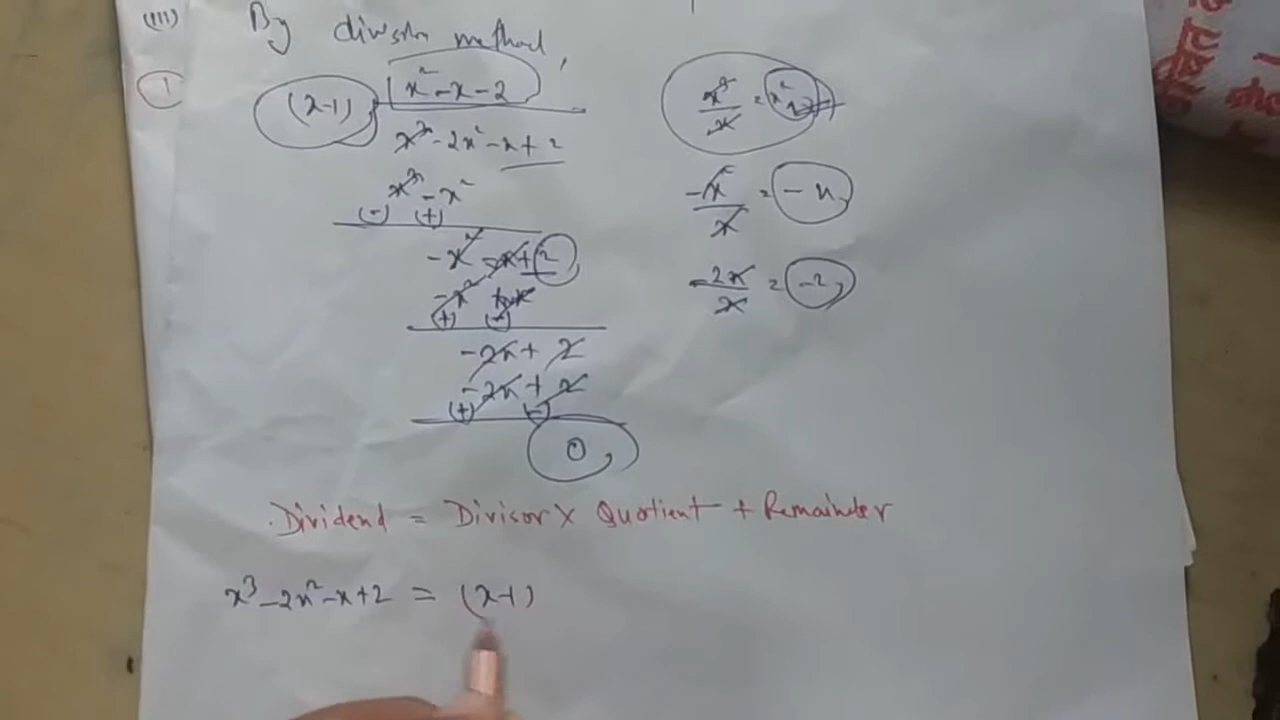 (III) By division method,
1
x² - x - 2
(x-1)
x³ - 2x² - x + 2
x³ - x²
(-) (+)
-x² - x + 2
-x² + x
(+) (-)
-2x + 2
-2x + 2
(+) (-)
0
x³/x = x²
-x²/x = -x,
-2x/x = -2,
Dividend = Divisor × Quotient + Remainder
x³ - 2x² - x + 2 = (x-1)